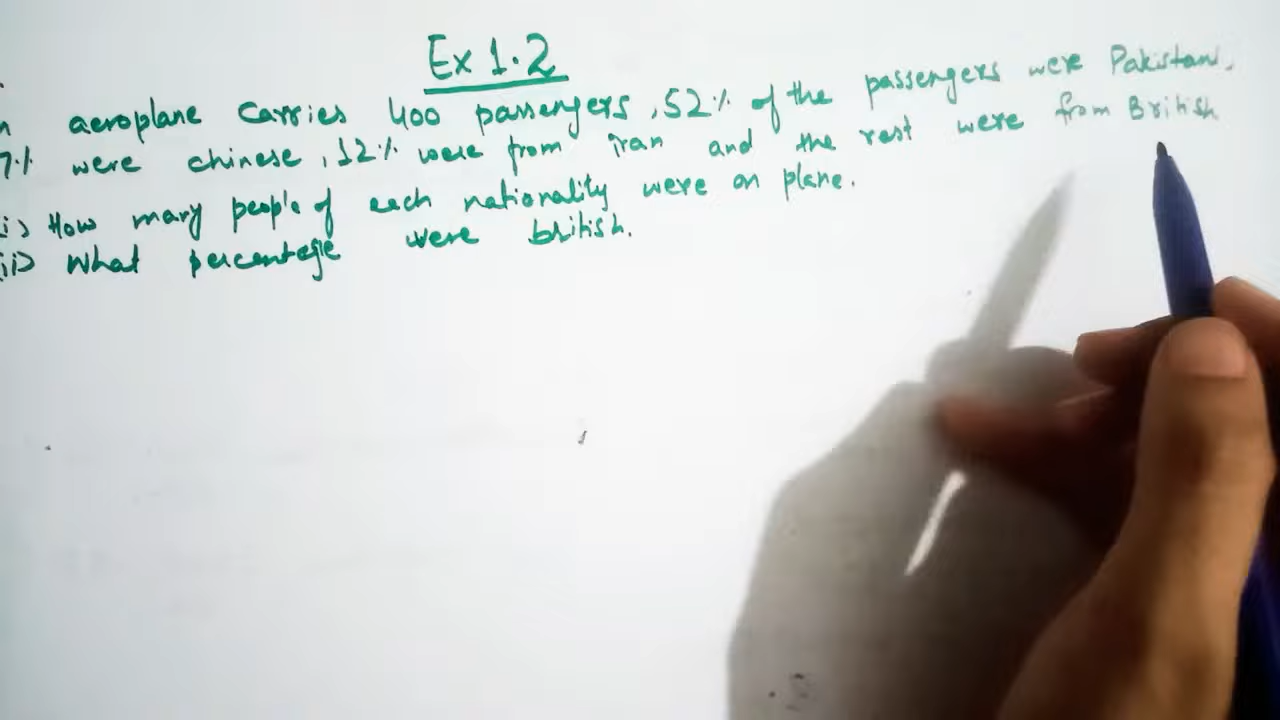 Ex 1.2
n aeroplane carries 400 passengers, 52% of the passengers were Pakistani.
7% were chinese, 12% were from iran and the rest were from British
(i) How many people of each nationality were on plane.
(ii) What percentage were british.